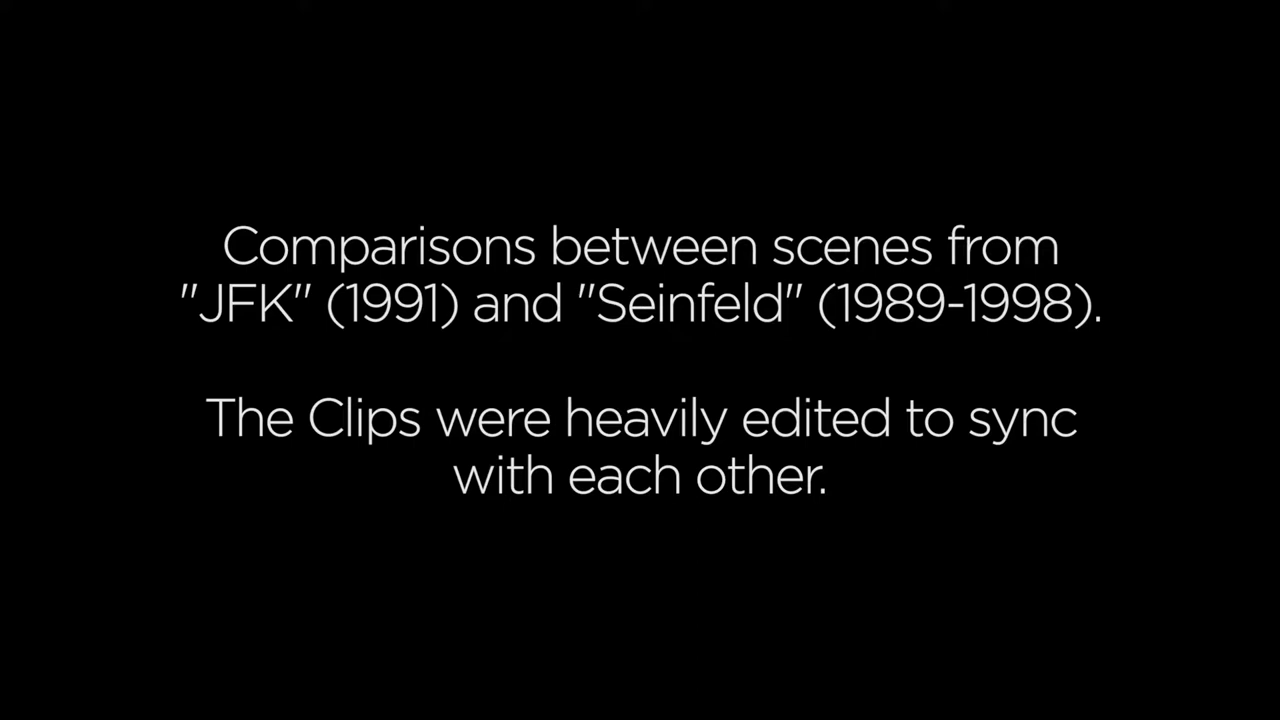 Comparisons between scenes from
"JFK" (1991) and "Seinfeld" (1989-1998).
The Clips were heavily edited to sync
with each other.